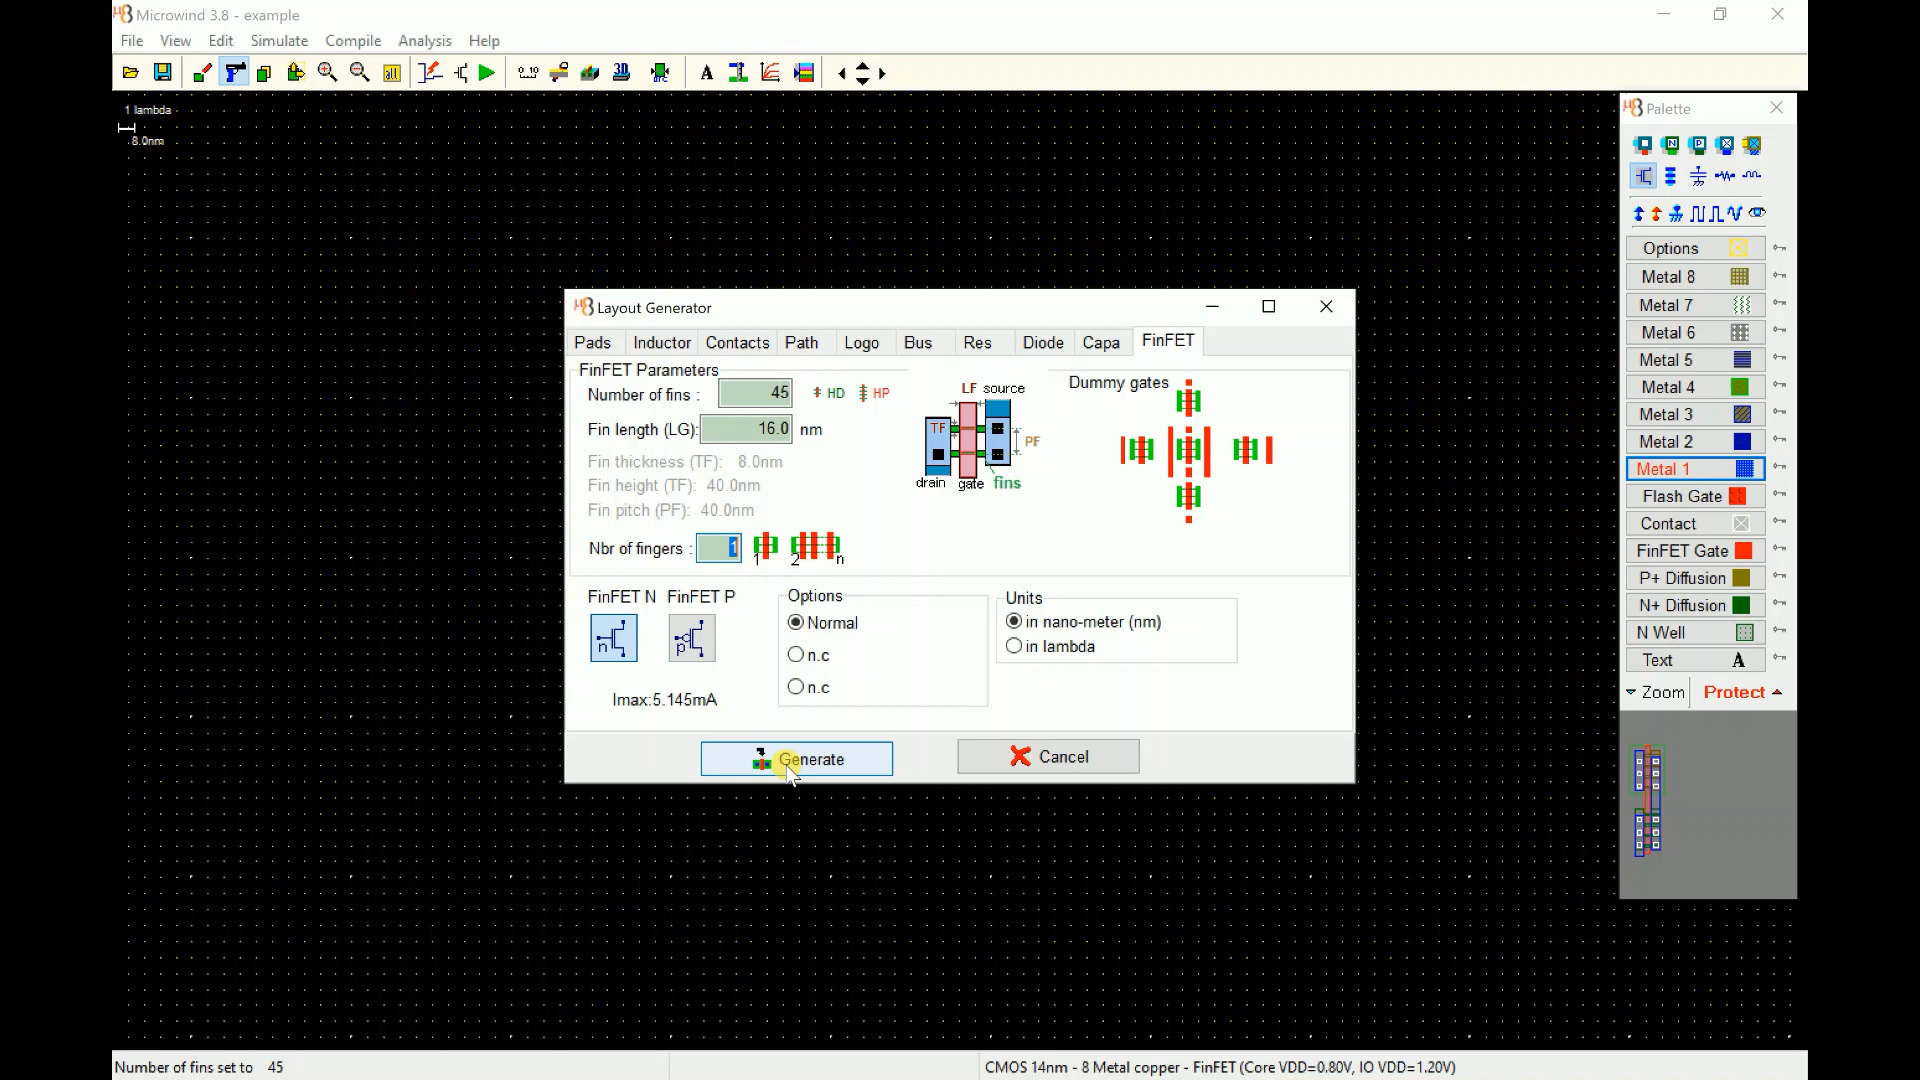 Microwind 3.8 - example
File View Edit Simulate Compile Analysis Help
1 lambda
8.0nm
Palette
Options
Metal 8
Metal 7
Metal 6
Metal 5
Metal 4
Metal 3
Metal 2
Metal 1
Flash Gate
Contact
FinFET Gate
P+ Diffusion
N+ Diffusion
N Well
Text A
Zoom Protect
Layout Generator
Pads Inductor Contacts Path Logo Bus Res Diode Capa FinFET
FinFET Parameters
Number of fins : 45 HD HP
Fin length (LG): 16.0 nm
Fin thickness (TF): 8.0nm
Fin height (TF): 40.0nm
Fin pitch (PF): 40.0nm
Nbr of fingers : 1
1 2 n
LF source
TF
PF
drain gate fins
Dummy gates
FinFET N FinFET P
n p
Imax:5.145mA
Options
Normal
n.c
n.c
Units
in nano-meter (nm)
in lambda
Generate Cancel
Number of fins set to 45
CMOS 14nm - 8 Metal copper - FinFET (Core VDD=0.80V, IO VDD=1.20V)